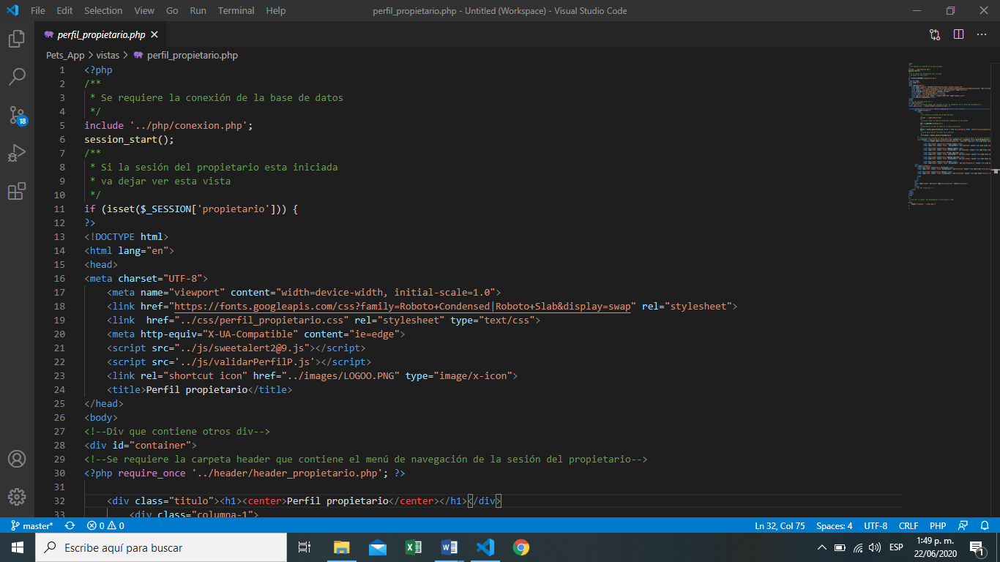 File Edit Selection View Go Run Terminal Help perfil_propietario.php - Untitled (Workspace) - Visual Studio Code
perfil_propietario.php
Pets_App > vistas > perfil_propietario.php
1 <?php
2 /**
3 * Se requiere la conexión de la base de datos
4 */
5 include '../php/conexion.php';
6 session_start();
7 /**
8 * Si la sesión del propietario esta iniciada
9 * va dejar ver esta vista
10 */
11 if (isset($_SESSION['propietario'])) {
12 ?>
13 <!DOCTYPE html>
14 <html lang="en">
15 <head>
16 <meta charset="UTF-8">
17 <meta name="viewport" content="width=device-width, initial-scale=1.0">
18 <link href="https://fonts.googleapis.com/css?family=Roboto+Condensed|Roboto+Slab&display=swap" rel="stylesheet">
19 <link  href="../css/perfil_propietario.css" rel="stylesheet" type="text/css">
20 <meta http-equiv="X-UA-Compatible" content="ie=edge">
21 <script src="../js/sweetalert2@9.js"></script>
22 <script src='../js/validarPerfilP.js'></script>
23 <link rel="shortcut icon" href="../images/LOGOO.PNG" type="image/x-icon">
24 <title>Perfil propietario</title>
25 </head>
26 <body>
27 <!--Div que contiene otros div-->
28 <div id="container">
29 <!--Se requiere la carpeta header que contiene el menú de navegación de la sesión del propietario-->
30 <?php require_once '../header/header_propietario.php'; ?>
31
32 <div class="titulo"><h1><center>Perfil propietario</center></h1></div>
33 <div class="columna-1">
18
master* 0 0 Ln 32, Col 75 Spaces: 4 UTF-8 CRLF PHP
Escribe aquí para buscar
ESP
1:49 p. m.
22/06/2020
1